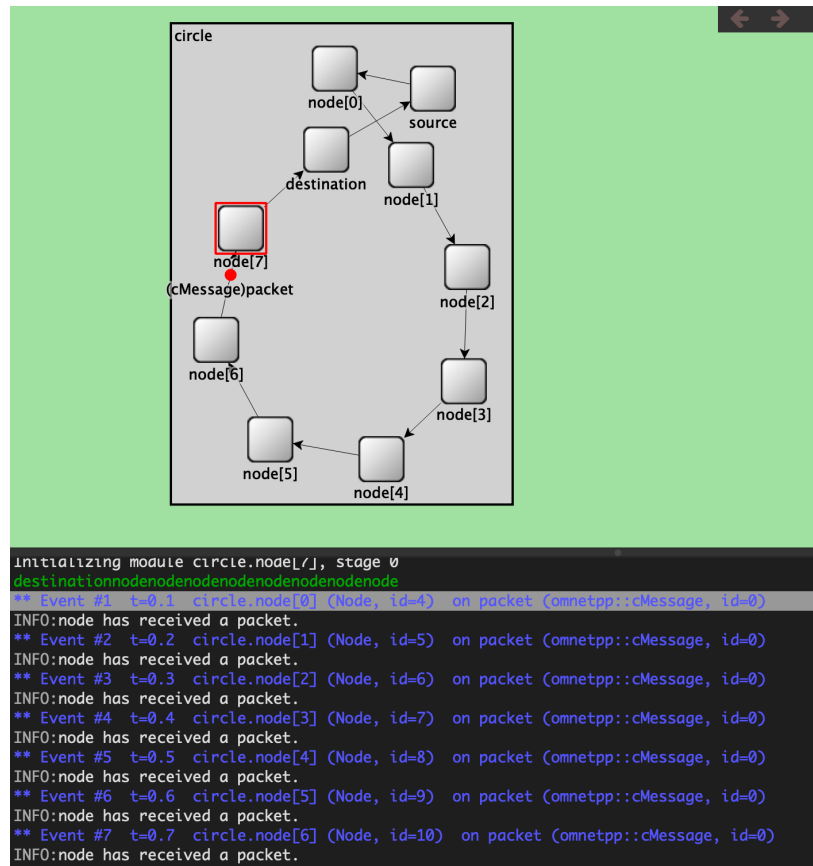 circle
node[0]
source
destination
node[1]
node[7]
(cMessage)packet
node[2]
node[6]
node[3]
node[5]
node[4]
Initializing module circle.node[7], stage 0
destinationnodenodenodenodenodenodenodenode
** Event #1  t=0.1  circle.node[0] (Node, id=4)  on packet (omnetpp::cMessage, id=0)
INFO:node has received a packet.
** Event #2  t=0.2  circle.node[1] (Node, id=5)  on packet (omnetpp::cMessage, id=0)
INFO:node has received a packet.
** Event #3  t=0.3  circle.node[2] (Node, id=6)  on packet (omnetpp::cMessage, id=0)
INFO:node has received a packet.
** Event #4  t=0.4  circle.node[3] (Node, id=7)  on packet (omnetpp::cMessage, id=0)
INFO:node has received a packet.
** Event #5  t=0.5  circle.node[4] (Node, id=8)  on packet (omnetpp::cMessage, id=0)
INFO:node has received a packet.
** Event #6  t=0.6  circle.node[5] (Node, id=9)  on packet (omnetpp::cMessage, id=0)
INFO:node has received a packet.
** Event #7  t=0.7  circle.node[6] (Node, id=10)  on packet (omnetpp::cMessage, id=0)
INFO:node has received a packet.